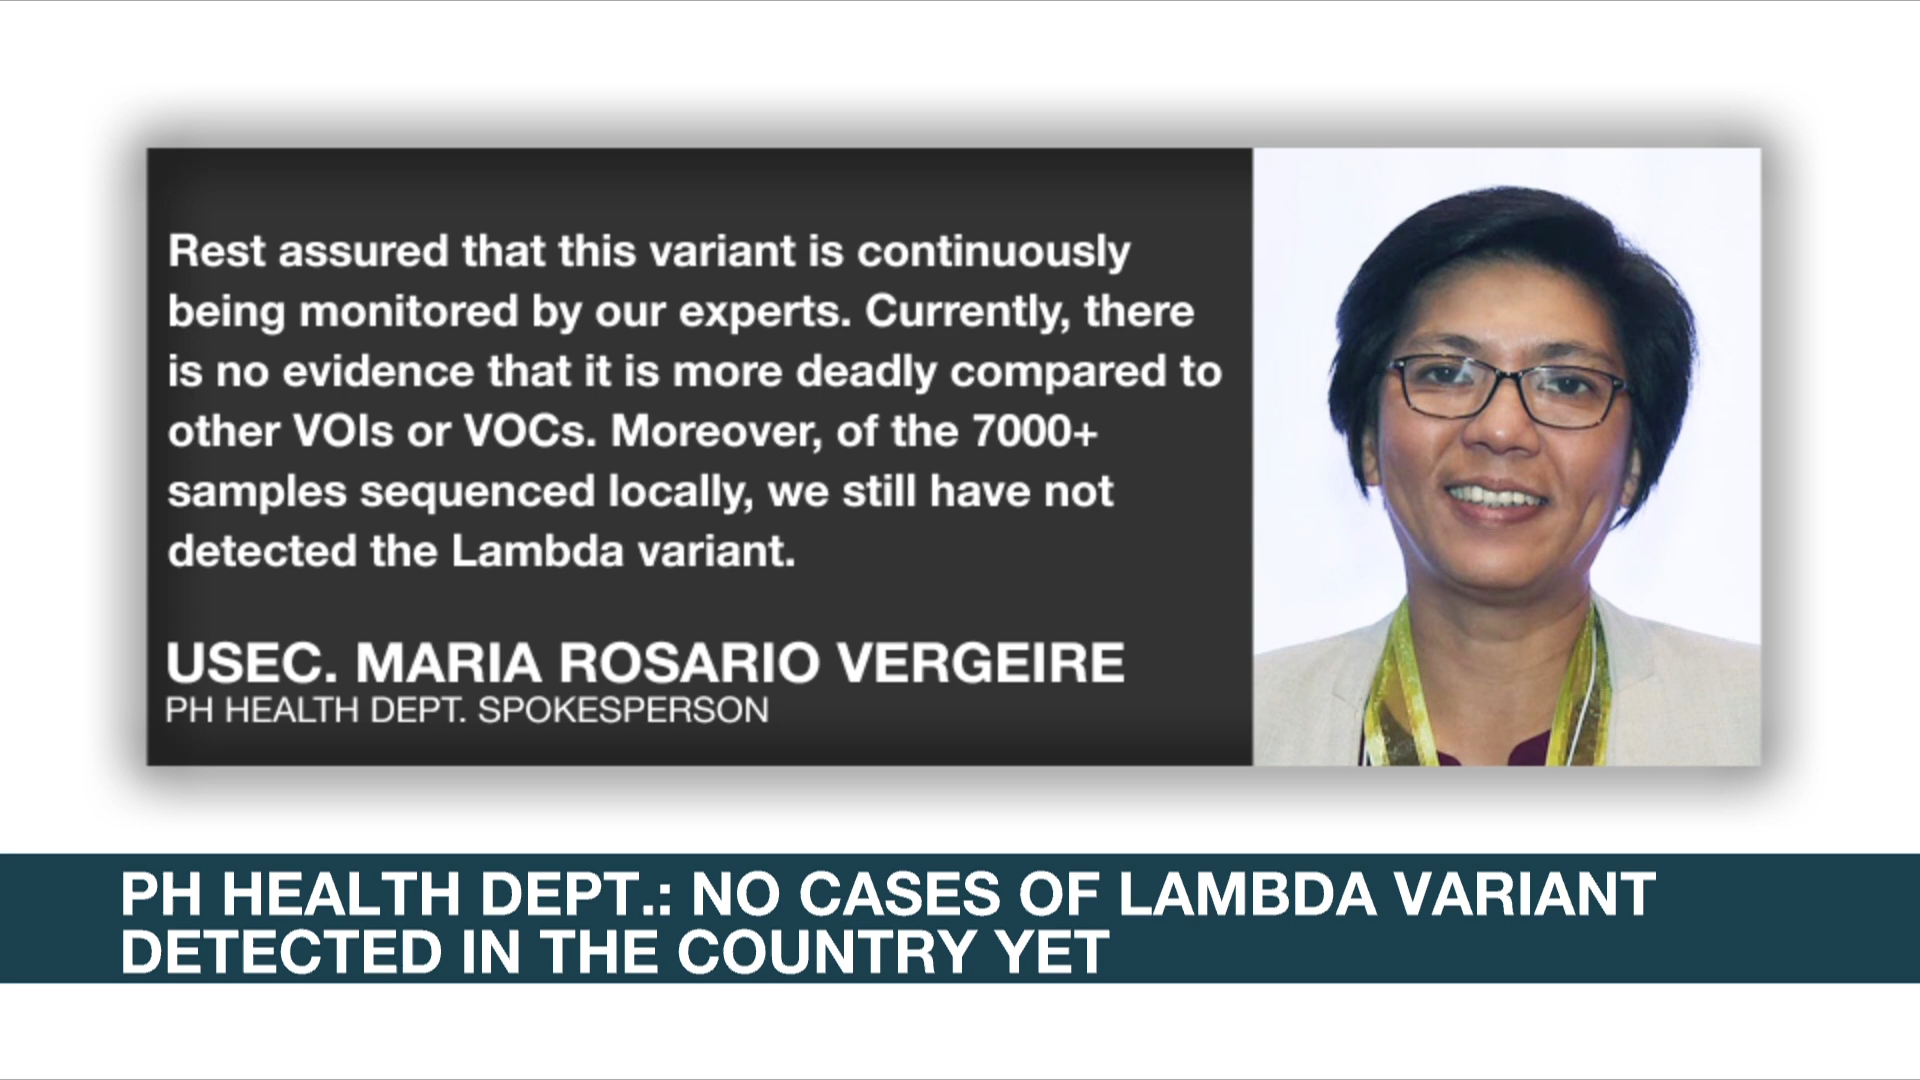 Rest assured that this variant is continuously
being monitored by our experts. Currently, there
is no evidence that it is more deadly compared to
other VOIs or VOCs. Moreover, of the 7000+
samples sequenced locally, we still have not
detected the Lambda variant.
USEC. MARIA ROSARIO VERGEIRE
PH HEALTH DEPT. SPOKESPERSON
PH HEALTH DEPT.: NO CASES OF LAMBDA VARIANT
DETECTED IN THE COUNTRY YET